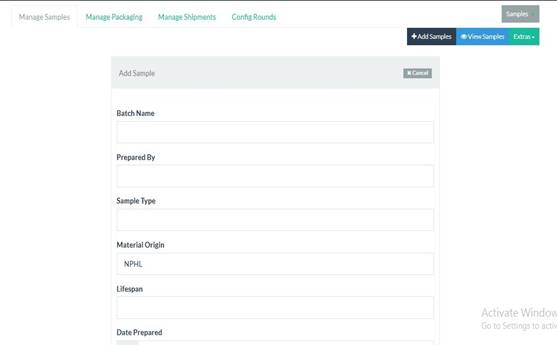 Manage Samples Manage Packaging Manage Shipments Config Rounds Samples
Add Samples View Samples Extras
Add Sample Cancel
Batch Name
Prepared By
Sample Type
Material Origin
NPHL
Lifespan
Date Prepared
Activate Window
Go to Settings to activ